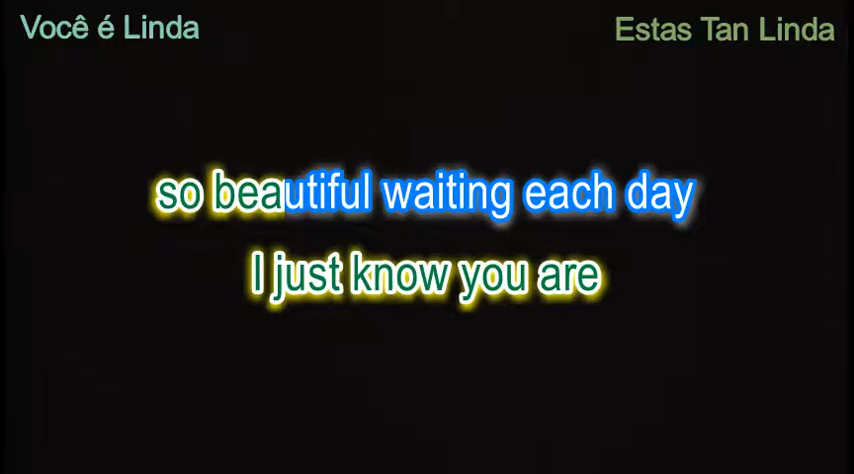 Você é Linda
Estas Tan Linda
so beautiful waiting each day
I just know you are